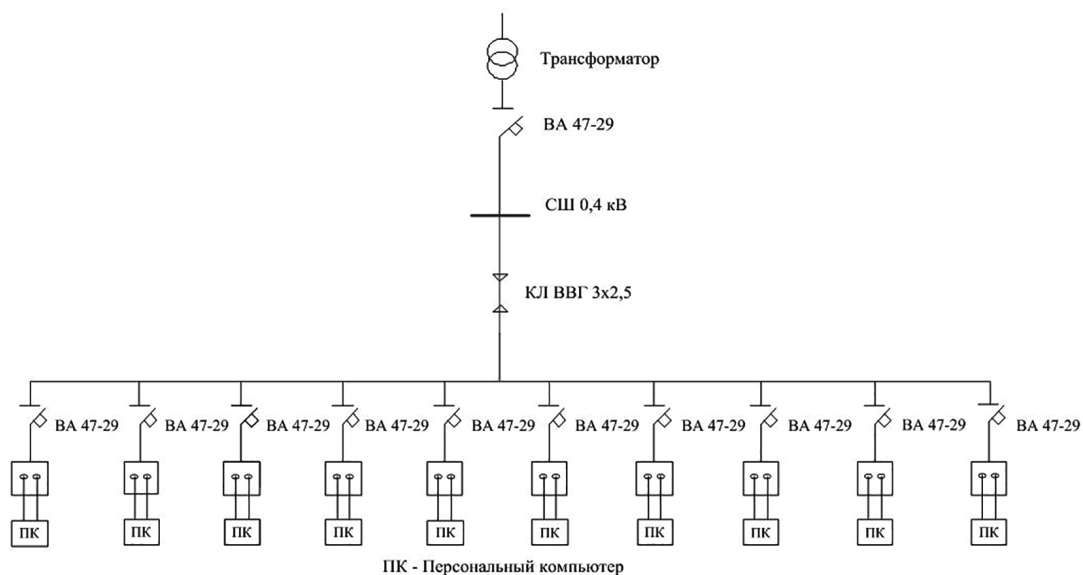 Трансформатор
ВА 47-29
СШ 0,4 кВ
КЛ ВВГ 3х2,5
ВА 47-29 ВА 47-29 ВА 47-29 ВА 47-29 ВА 47-29 ВА 47-29 ВА 47-29 ВА 47-29 ВА 47-29 ВА 47-29
ПК ПК ПК ПК ПК ПК ПК ПК ПК ПК
ПК - Персональный компьютер